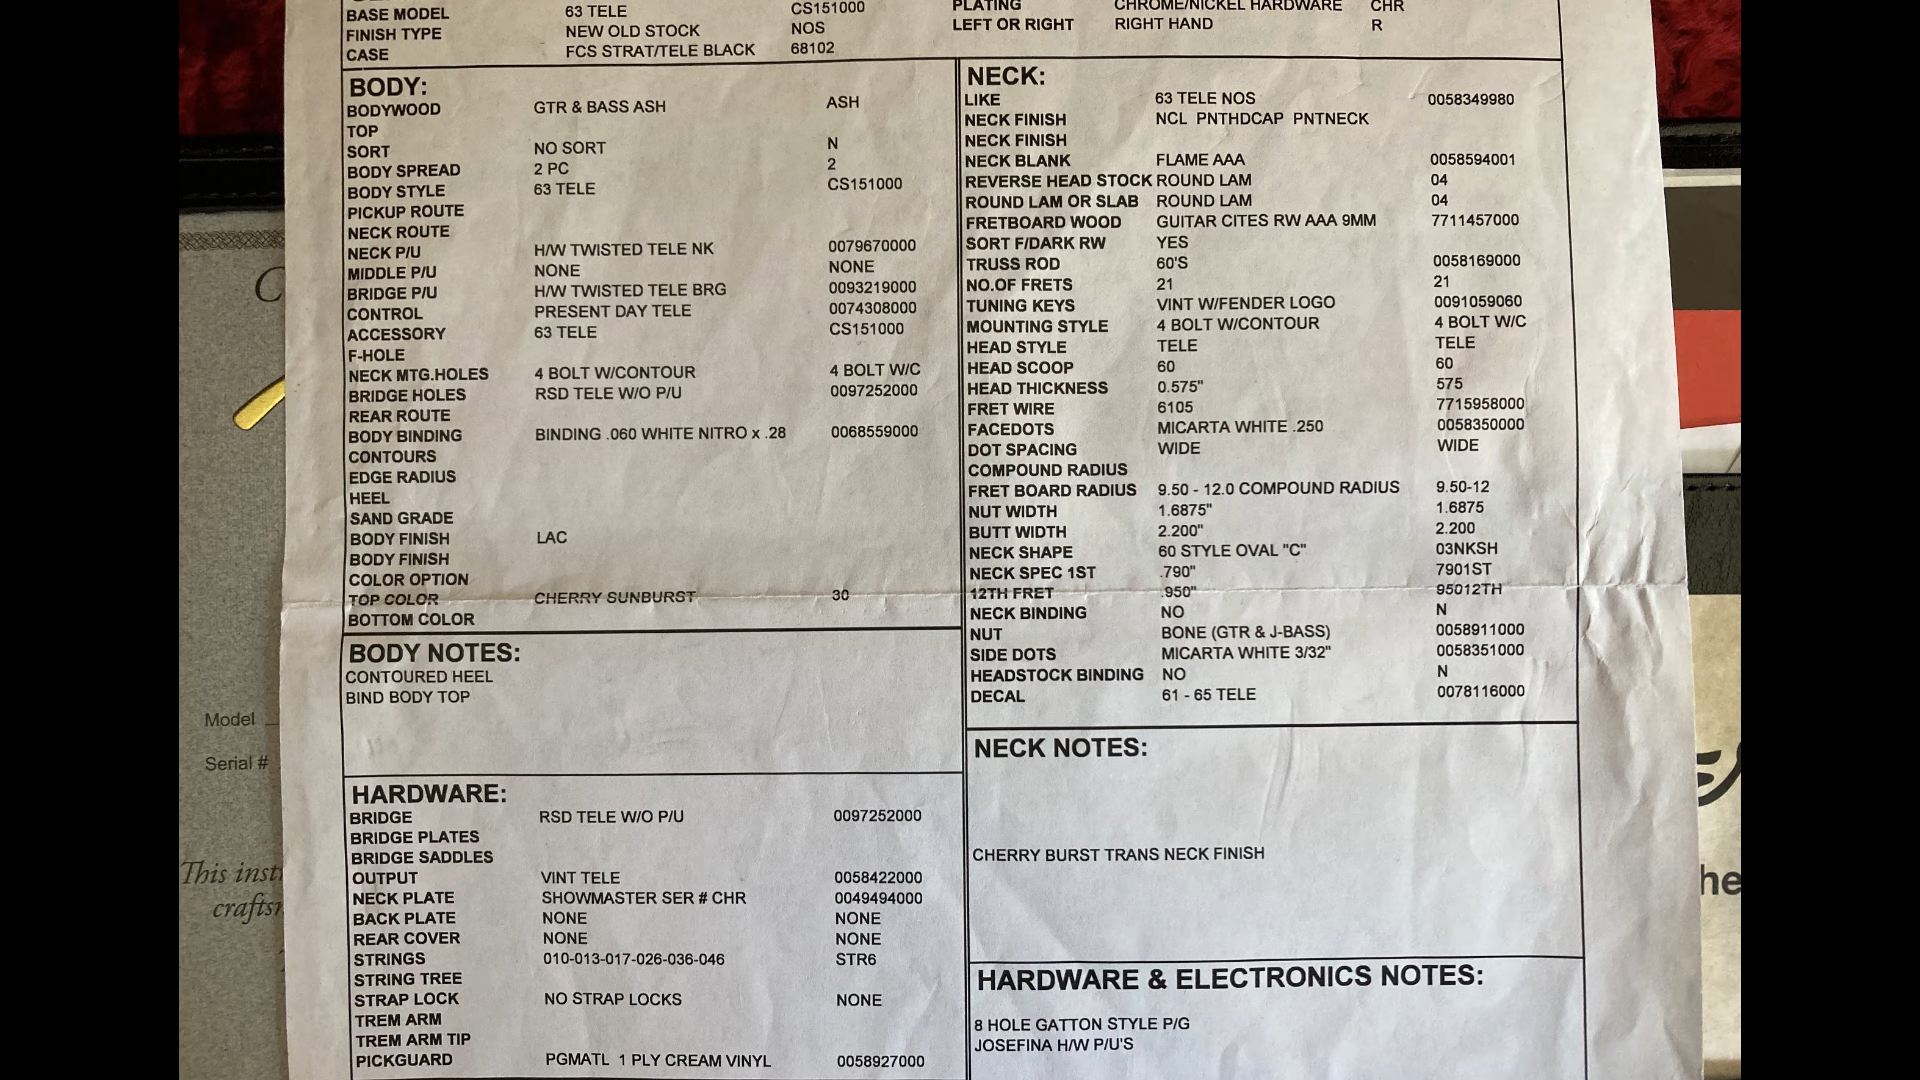 BASE MODEL 63 TELE CS151000
FINISH TYPE NEW OLD STOCK NOS
CASE FCS STRAT/TELE BLACK 68102
PLATING CHROME/NICKEL HARDWARE CHR
LEFT OR RIGHT RIGHT HAND R
BODY:
BODYWOOD GTR & BASS ASH ASH
TOP
SORT NO SORT N
BODY SPREAD 2 PC 2
BODY STYLE 63 TELE CS151000
PICKUP ROUTE
NECK ROUTE
NECK P/U H/W TWISTED TELE NK 0079670000
MIDDLE P/U NONE NONE
BRIDGE P/U H/W TWISTED TELE BRG 0093219000
CONTROL PRESENT DAY TELE 0074308000
ACCESSORY 63 TELE CS151000
F-HOLE
NECK MTG.HOLES 4 BOLT W/CONTOUR 4 BOLT W/C
BRIDGE HOLES RSD TELE W/O P/U 0097252000
REAR ROUTE
BODY BINDING BINDING .060 WHITE NITRO x .28 0068559000
CONTOURS
EDGE RADIUS
HEEL
SAND GRADE
BODY FINISH LAC
BODY FINISH
COLOR OPTION
TOP COLOR CHERRY SUNBURST 30
BOTTOM COLOR
BODY NOTES:
CONTOURED HEEL
BIND BODY TOP
HARDWARE:
BRIDGE RSD TELE W/O P/U 0097252000
BRIDGE PLATES
BRIDGE SADDLES
OUTPUT VINT TELE 0058422000
NECK PLATE SHOWMASTER SER # CHR 0049494000
BACK PLATE NONE NONE
REAR COVER NONE NONE
STRINGS 010-013-017-026-036-046 STR6
STRING TREE
STRAP LOCK NO STRAP LOCKS NONE
TREM ARM
TREM ARM TIP
PICKGUARD PGMATL 1 PLY CREAM VINYL 0058927000
NECK:
LIKE 63 TELE NOS 0058349980
NECK FINISH NCL PNTHDCAP PNTNECK
NECK FINISH
NECK BLANK FLAME AAA 0058594001
REVERSE HEAD STOCK ROUND LAM 04
ROUND LAM OR SLAB ROUND LAM 04
FRETBOARD WOOD GUITAR CITES RW AAA 9MM 7711457000
SORT F/DARK RW YES
TRUSS ROD 60'S 0058169000
NO.OF FRETS 21 21
TUNING KEYS VINT W/FENDER LOGO 0091059060
MOUNTING STYLE 4 BOLT W/CONTOUR 4 BOLT W/C
HEAD STYLE TELE TELE
HEAD SCOOP 60 60
HEAD THICKNESS 0.575" 575
FRET WIRE 6105 7715958000
FACEDOTS MICARTA WHITE .250 0058350000
DOT SPACING WIDE WIDE
COMPOUND RADIUS
FRET BOARD RADIUS 9.50 - 12.0 COMPOUND RADIUS 9.50-12
NUT WIDTH 1.6875" 1.6875
BUTT WIDTH 2.200" 2.200
NECK SHAPE 60 STYLE OVAL "C" 03NKSH
NECK SPEC 1ST .790" 7901ST
12TH FRET .950" 95012TH
NECK BINDING NO N
NUT BONE (GTR & J-BASS) 0058911000
SIDE DOTS MICARTA WHITE 3/32" 0058351000
HEADSTOCK BINDING NO N
DECAL 61 - 65 TELE 0078116000
NECK NOTES:
CHERRY BURST TRANS NECK FINISH
HARDWARE & ELECTRONICS NOTES:
8 HOLE GATTON STYLE P/G
JOSEFINA H/W P/U'S
Model
Serial #
This inst
craftsm
he